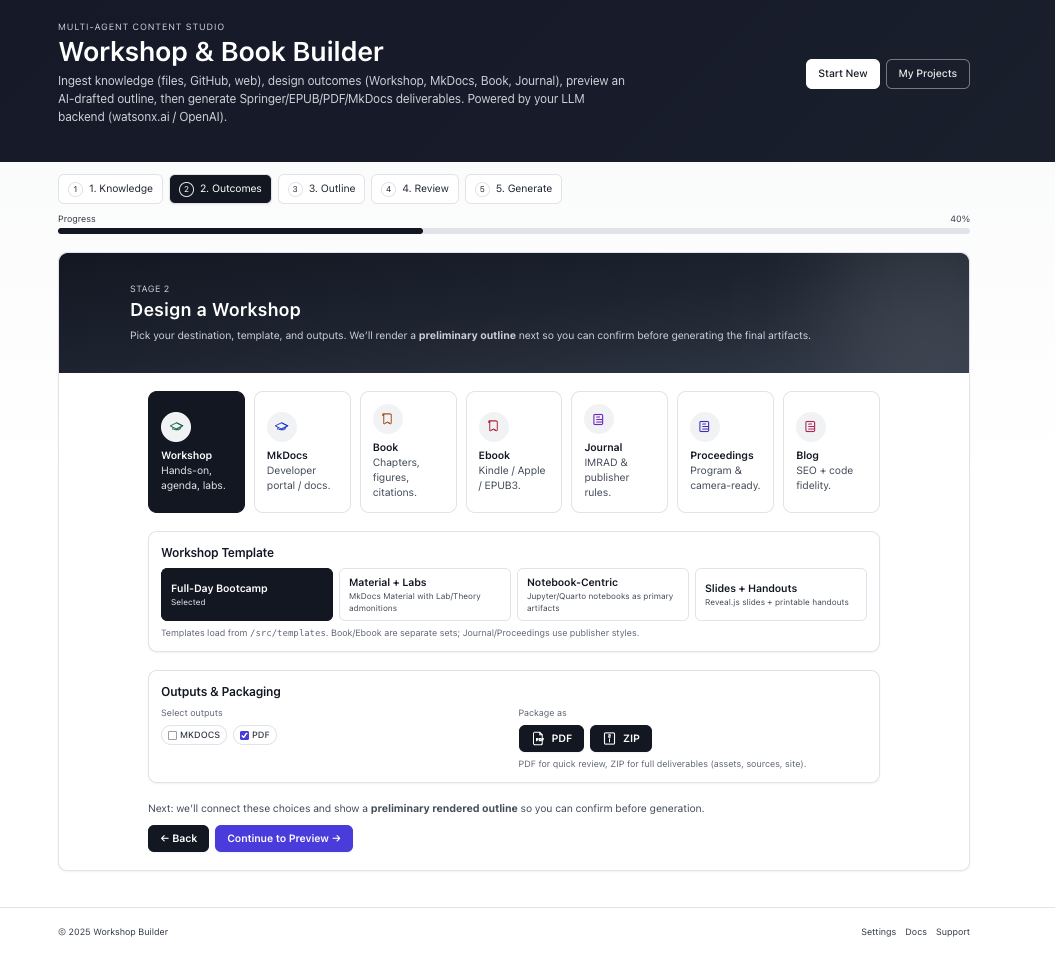 MULTI-AGENT CONTENT STUDIO
Workshop & Book Builder
Ingest knowledge (files, GitHub, web), design outcomes (Workshop, MkDocs, Book, Journal), preview an
AI-drafted outline, then generate Springer/EPUB/PDF/MkDocs deliverables. Powered by your LLM
backend (watsonx.ai / OpenAI).
Start New
My Projects
1 1. Knowledge
2 2. Outcomes
3 3. Outline
4 4. Review
5 5. Generate
Progress
40%
STAGE 2
Design a Workshop
Pick your destination, template, and outputs. We'll render a preliminary outline next so you can confirm before generating the final artifacts.
Workshop
Hands-on,
agenda, labs.
MkDocs
Developer
portal / docs.
Book
Chapters,
figures,
citations.
Ebook
Kindle / Apple
/ EPUB3.
Journal
IMRAD &
publisher
rules.
Proceedings
Program &
camera-ready.
Blog
SEO + code
fidelity.
Workshop Template
Full-Day Bootcamp
Selected
Material + Labs
MkDocs Material with Lab/Theory
admonitions
Notebook-Centric
Jupyter/Quarto notebooks as primary
artifacts
Slides + Handouts
Reveal.js slides + printable handouts
Templates load from /src/templates. Book/Ebook are separate sets; Journal/Proceedings use publisher styles.
Outputs & Packaging
Select outputs
MKDOCS
PDF
Package as
PDF
ZIP
PDF for quick review, ZIP for full deliverables (assets, sources, site).
Next: we'll connect these choices and show a preliminary rendered outline so you can confirm before generation.
← Back
Continue to Preview →
© 2025 Workshop Builder
Settings
Docs
Support